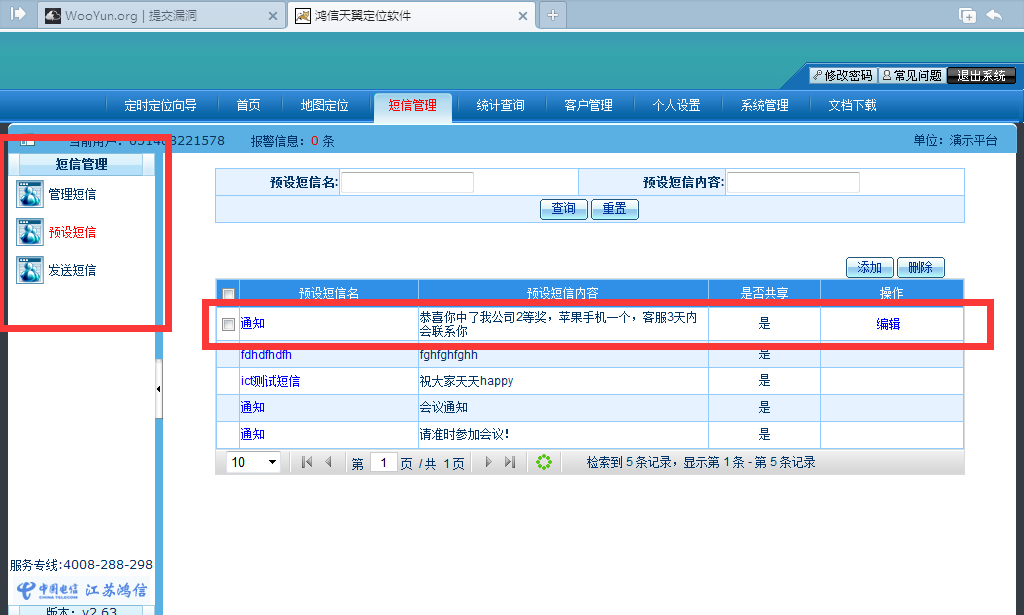 WooYun.org | 提交漏洞
鸿信天翼定位软件
修改密码 常见问题 退出系统
定时定位向导 首页 地图定位 短信管理 统计查询 客户管理 个人设置 系统管理 文档下载
当前用户: 051403221578 报警信息: 0 条 单位: 演示平台
短信管理
管理短信
预设短信
发送短信
预设短信名: 预设短信内容:
查询 重置
添加 删除
预设短信名 预设短信内容 是否共享 操作
通知 恭喜你中了我公司2等奖，苹果手机一个，客服3天内
会联系你 是 编辑
fdhdfhdfh fghfghfghh 是
ict测试短信 祝大家天天happy 是
通知 会议通知 是
通知 请准时参加会议！ 是
10 第 1 页 /共 1页 检索到 5 条记录，显示第 1 条 - 第 5 条记录
服务专线:4008-288-298
中国电信 江苏鸿信
CHINA TELECOM
版本: v2.63